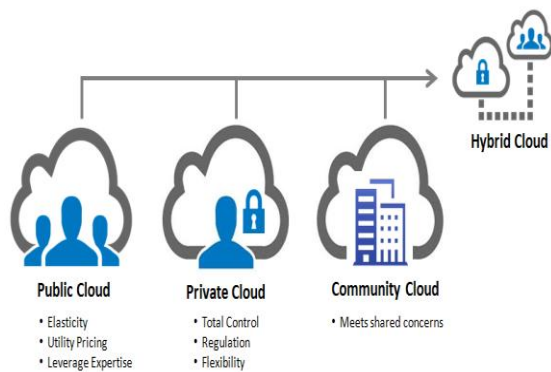 Hybrid Cloud
Public Cloud
• Elasticity
• Utility Pricing
• Leverage Expertise
Private Cloud
• Total Control
• Regulation
• Flexibility
Community Cloud
• Meets shared concerns